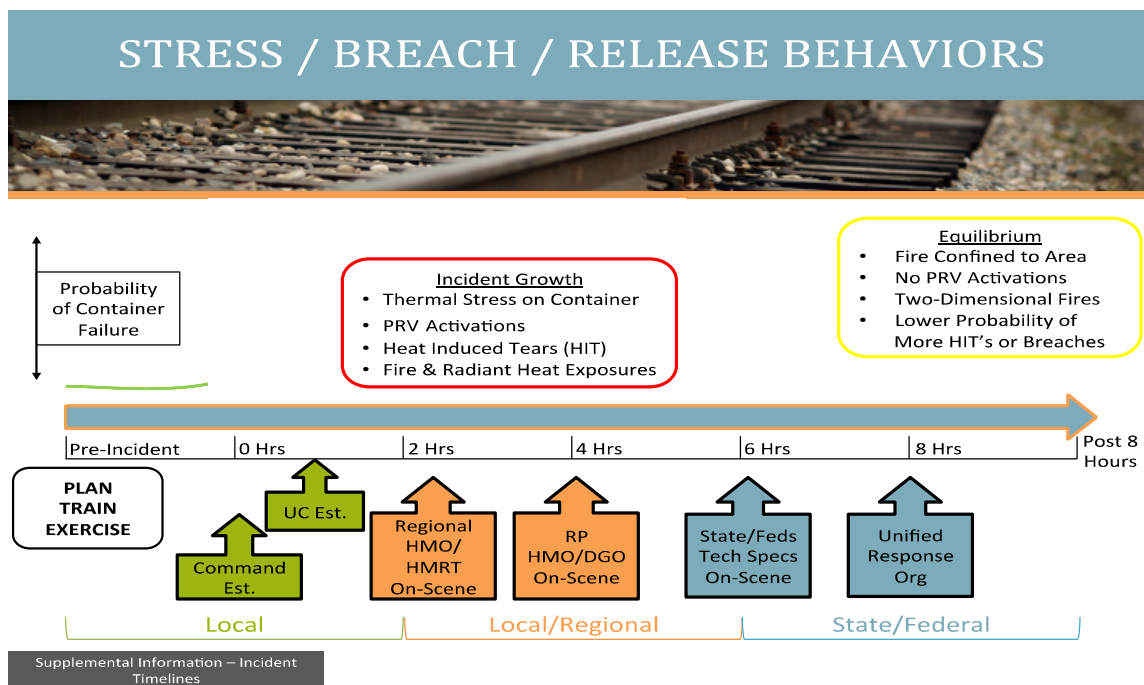 STRESS / BREACH / RELEASE BEHAVIORS
Probability
of Container
Failure
Incident Growth
• Thermal Stress on Container
• PRV Activations
• Heat Induced Tears (HIT)
• Fire & Radiant Heat Exposures
Equilibrium
• Fire Confined to Area
• No PRV Activations
• Two-Dimensional Fires
• Lower Probability of
More HIT's or Breaches
Pre-Incident
0 Hrs
2 Hrs
4 Hrs
6 Hrs
8 Hrs
Post 8
Hours
PLAN
TRAIN
EXERCISE
Command
Est.
UC Est.
Regional
HMO/
HMRT
On-Scene
RP
HMO/DGO
On-Scene
State/Feds
Tech Specs
On-Scene
Unified
Response
Org
Local
Local/Regional
State/Federal
Supplemental Information – Incident
Timelines